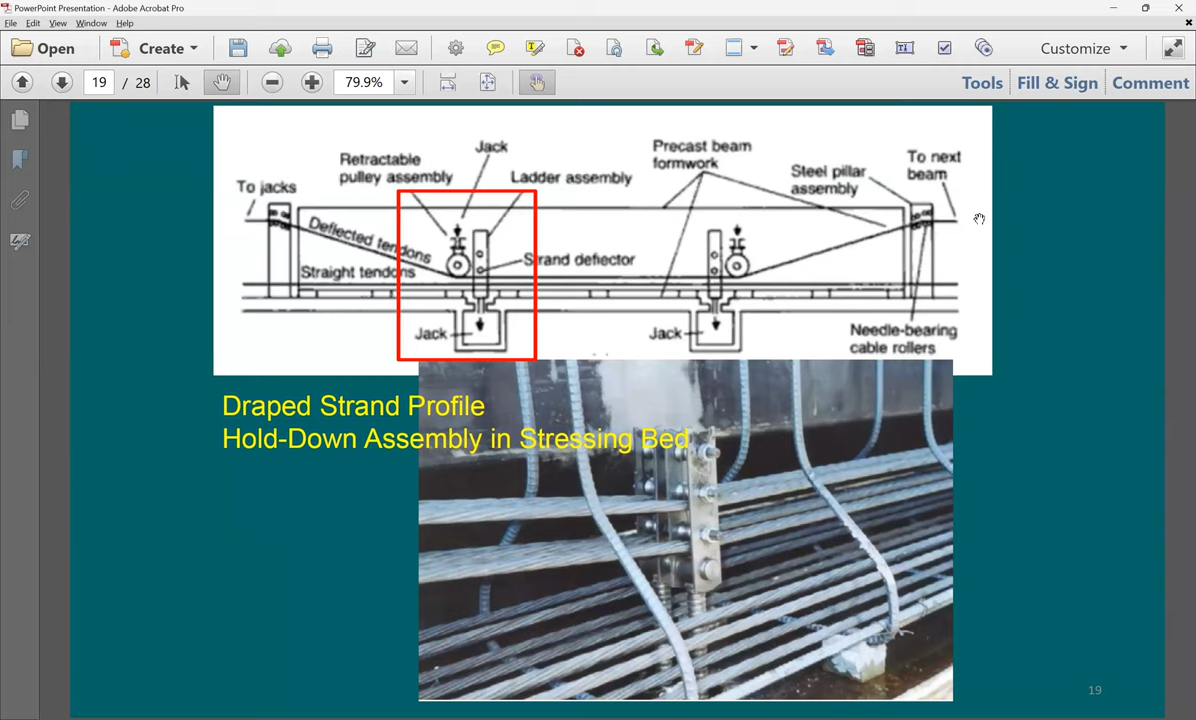 PowerPoint Presentation - Adobe Acrobat Pro
File Edit View Window Help
Open Create Customize
19 / 28 79.9% Tools Fill & Sign Comment
Jack
Retractable
pulley assembly
Ladder assembly
Precast beam
formwork
Steel pillar
assembly
To next
beam
To jacks
Deflected tendons
Straight tendons
Strand deflector
Jack
Jack
Needle-bearing
cable rollers
Draped Strand Profile
Hold-Down Assembly in Stressing Bed
19